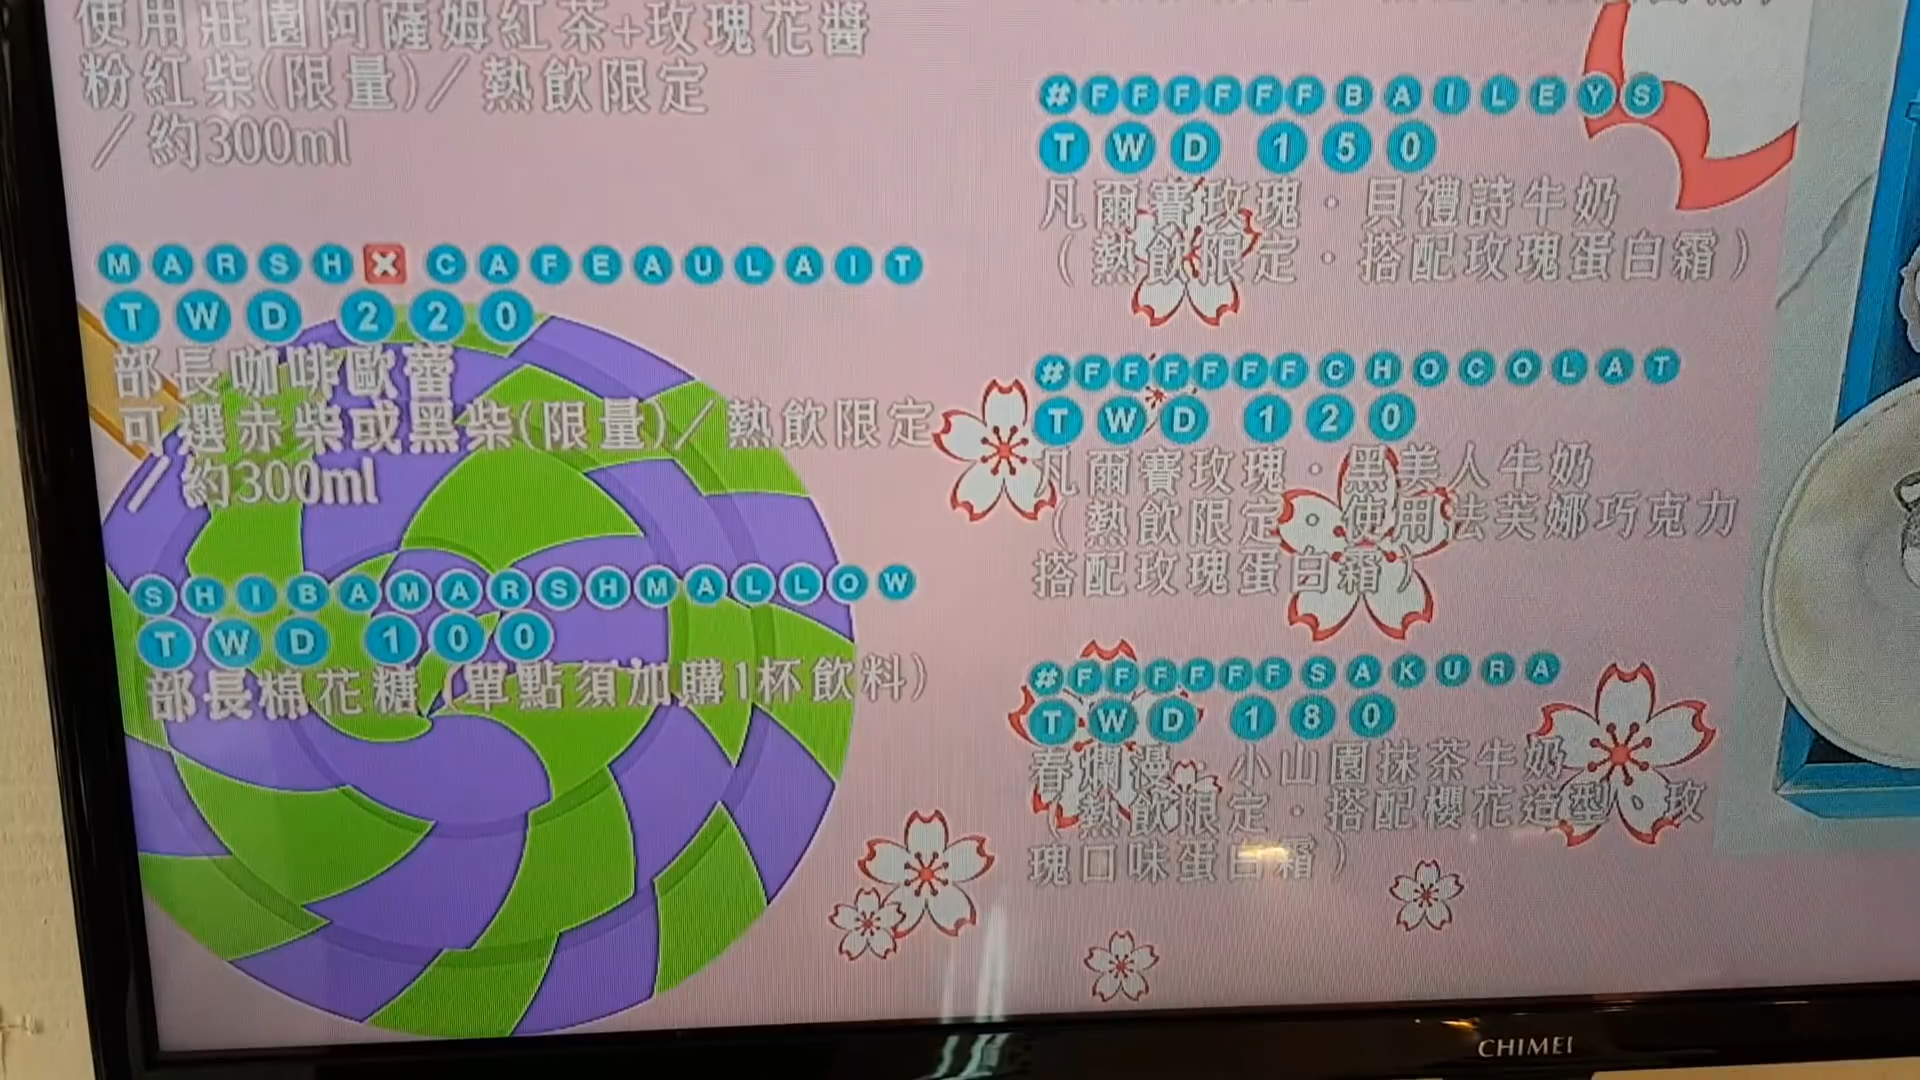 使用莊園阿薩姆紅茶+玫瑰花醬
粉紅柴(限量)/熱飲限定
/約300ml
MARSH❎CAFEAULAIT
TWD 220
部長咖啡歐蕾
可選赤柴或黑柴(限量)/熱飲限定
/約300ml
SHIBAMARSHMALLOW
TWD 100
部長棉花糖(單點須加購1杯飲料)
#FFFFFFBAILEYS
TWD 150
凡爾賽玫瑰·貝禮詩牛奶
(熱飲限定·搭配玫瑰蛋白霜)
#FFFFFFCHOCOLAT
TWD 120
凡爾賽玫瑰·黑美人牛奶
(熱飲限定。使用法芙娜巧克力
搭配玫瑰蛋白霜)
#FFFFFFSAKURA
TWD 180
春爛漫 小山園抹茶牛奶
(熱飲限定·搭配櫻花造型、玫
瑰口味蛋白霜)
CHIMEI